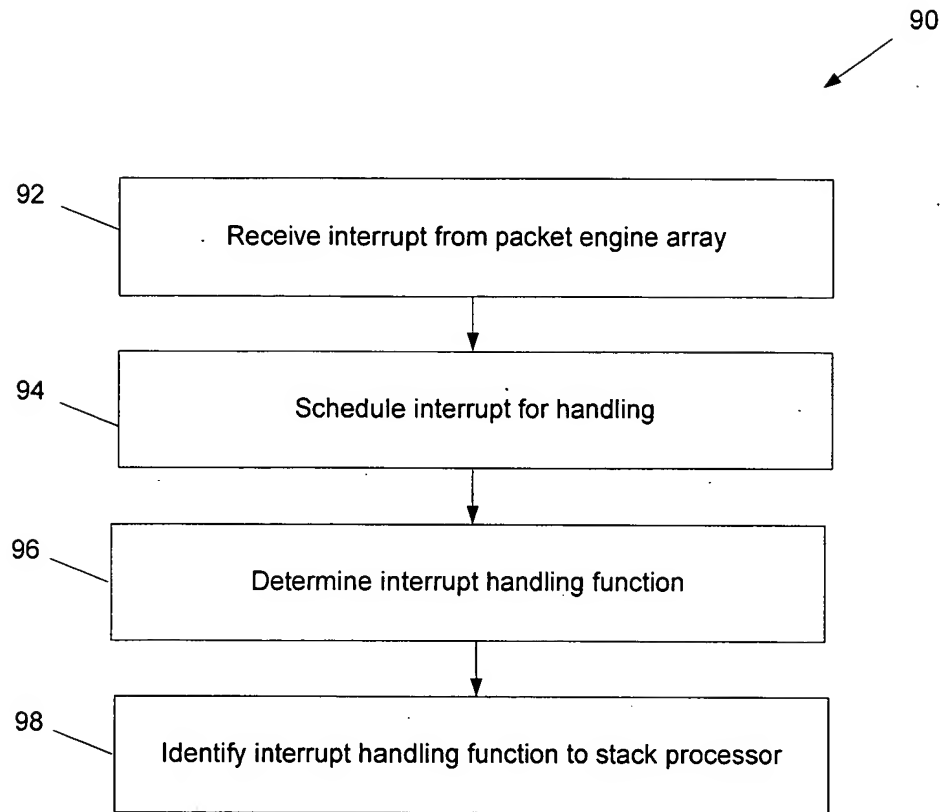 90
92
Receive interrupt from packet engine array
94
Schedule interrupt for handling
96
Determine interrupt handling function
98
Identify interrupt handling function to stack processor